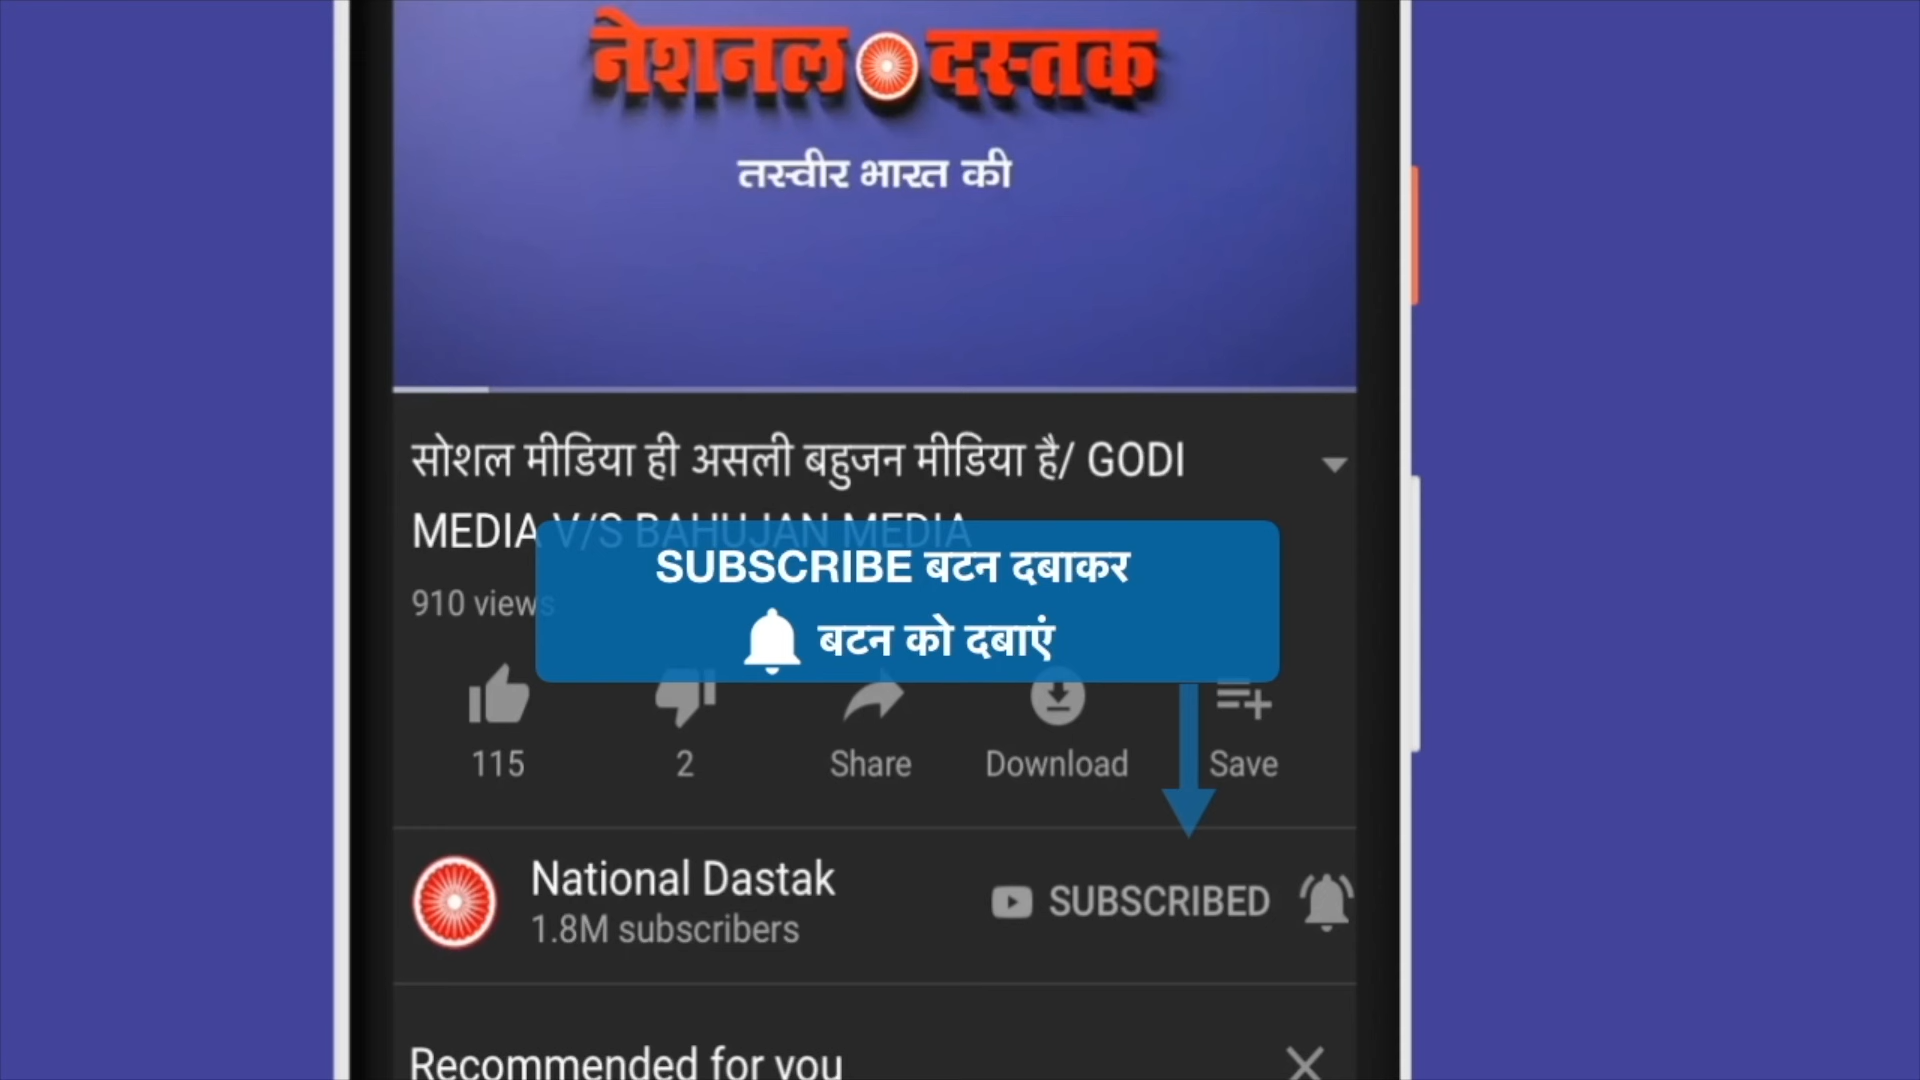 नेशनल दस्तक
तस्वीर भारत की
सोशल मीडिया ही असली बहुजन मीडिया है/ GODI
MEDIA V/S BAHUJAN MEDIA
SUBSCRIBE बटन दबाकर
बटन को दबाएं
910 views
115
2
Share
Download
Save
National Dastak
1.8M subscribers
SUBSCRIBED
Recommended for you